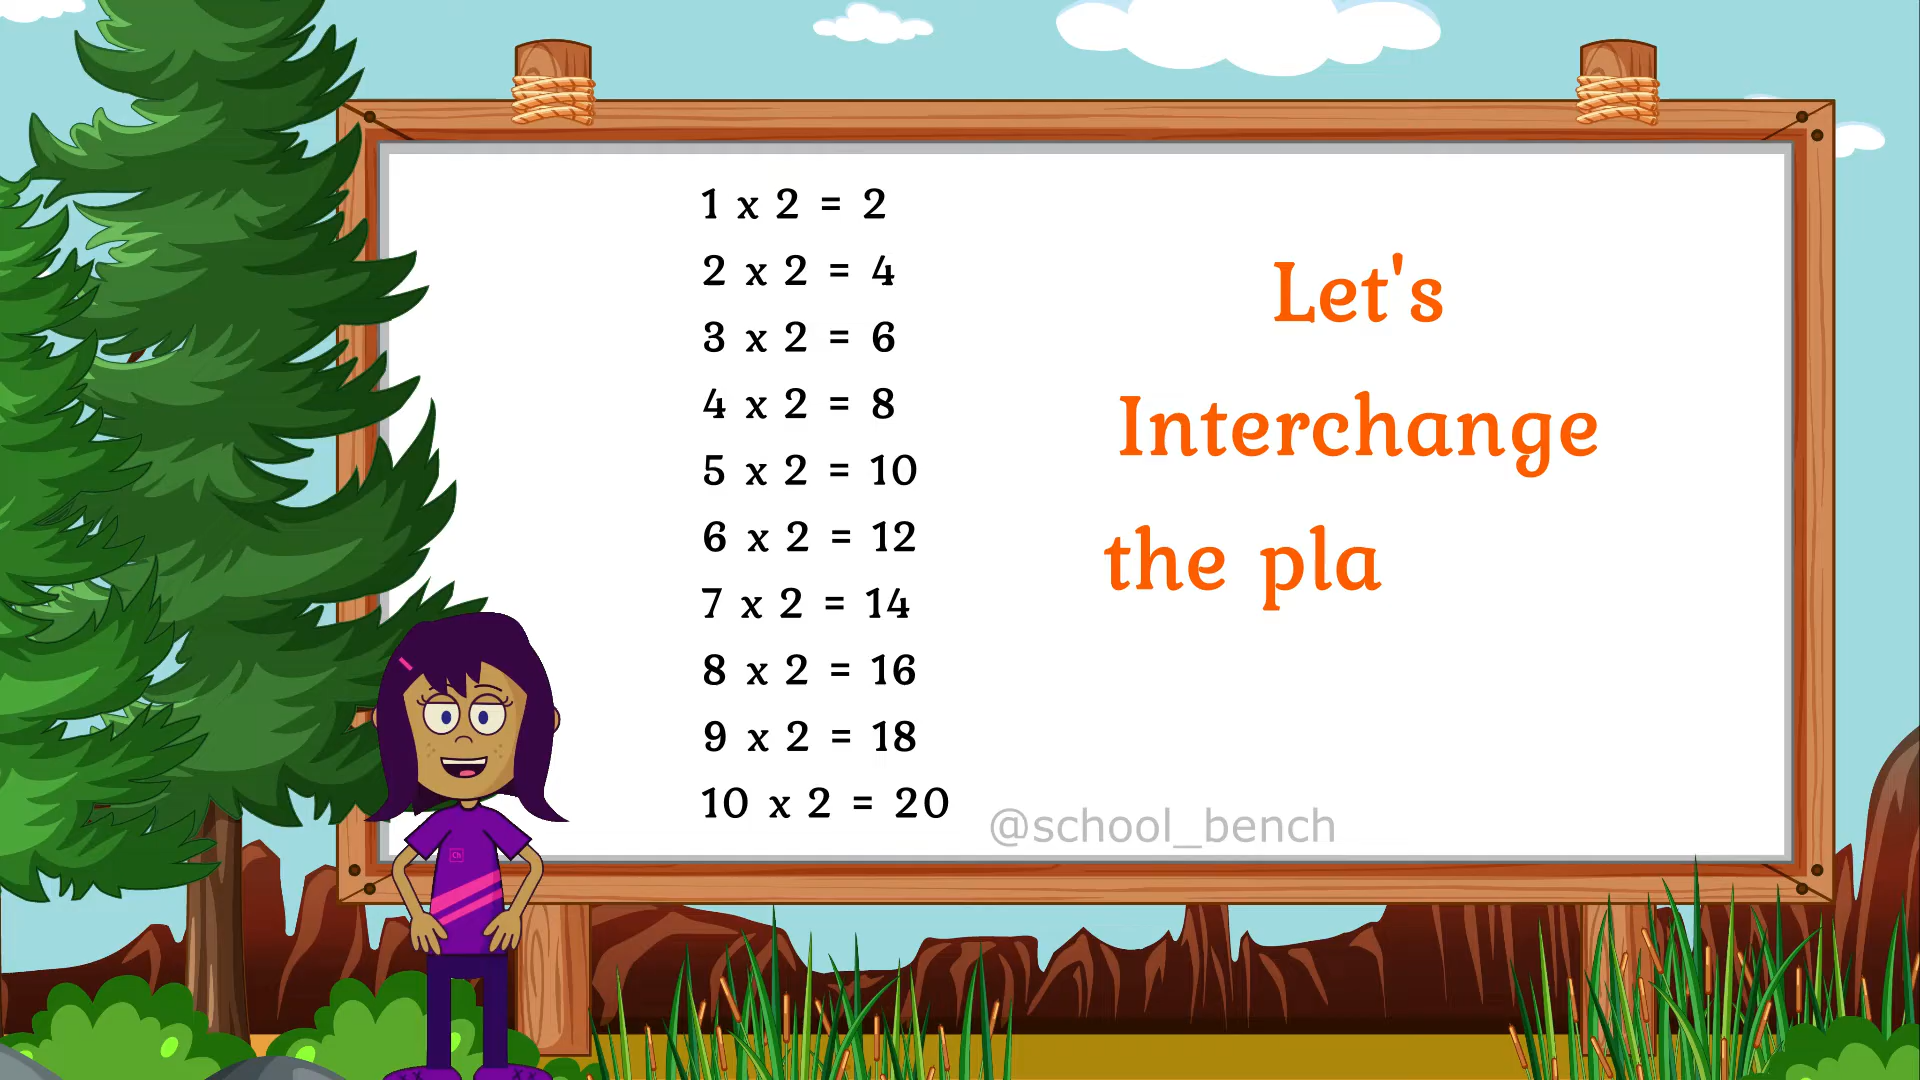 1 x 2 = 2
2 x 2 = 4
3 x 2 = 6
4 x 2 = 8
5 x 2 = 10
6 x 2 = 12
7 x 2 = 14
8 x 2 = 16
9 x 2 = 18
10 x 2 = 20
Let's
Interchange
the pla
@school_bench
Ch